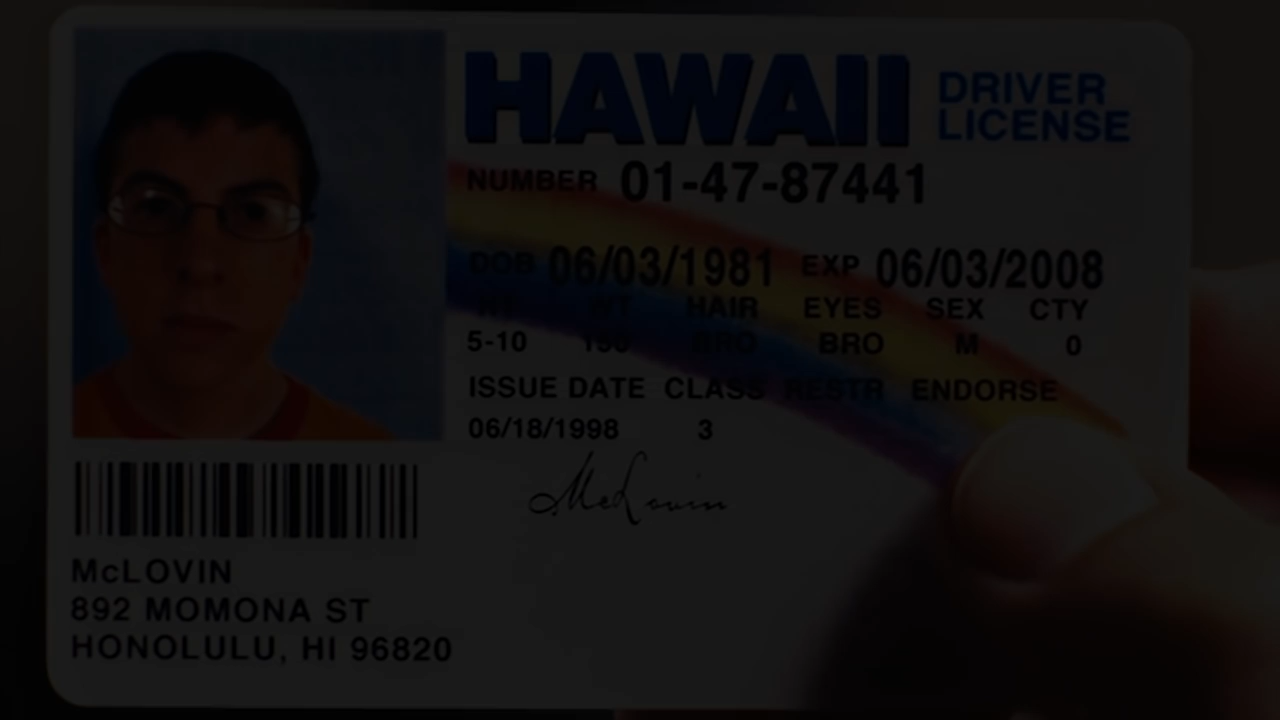 HAWAII DRIVER LICENSE
NUMBER 01-47-87441
DOB 06/03/1981 EXP 06/03/2008
HT WT HAIR EYES SEX CTY
5-10 150 BRO BRO M 0
ISSUE DATE CLASS RESTR ENDORSE
06/18/1998 3
McLovin
McLOVIN
892 MOMONA ST
HONOLULU, HI 96820